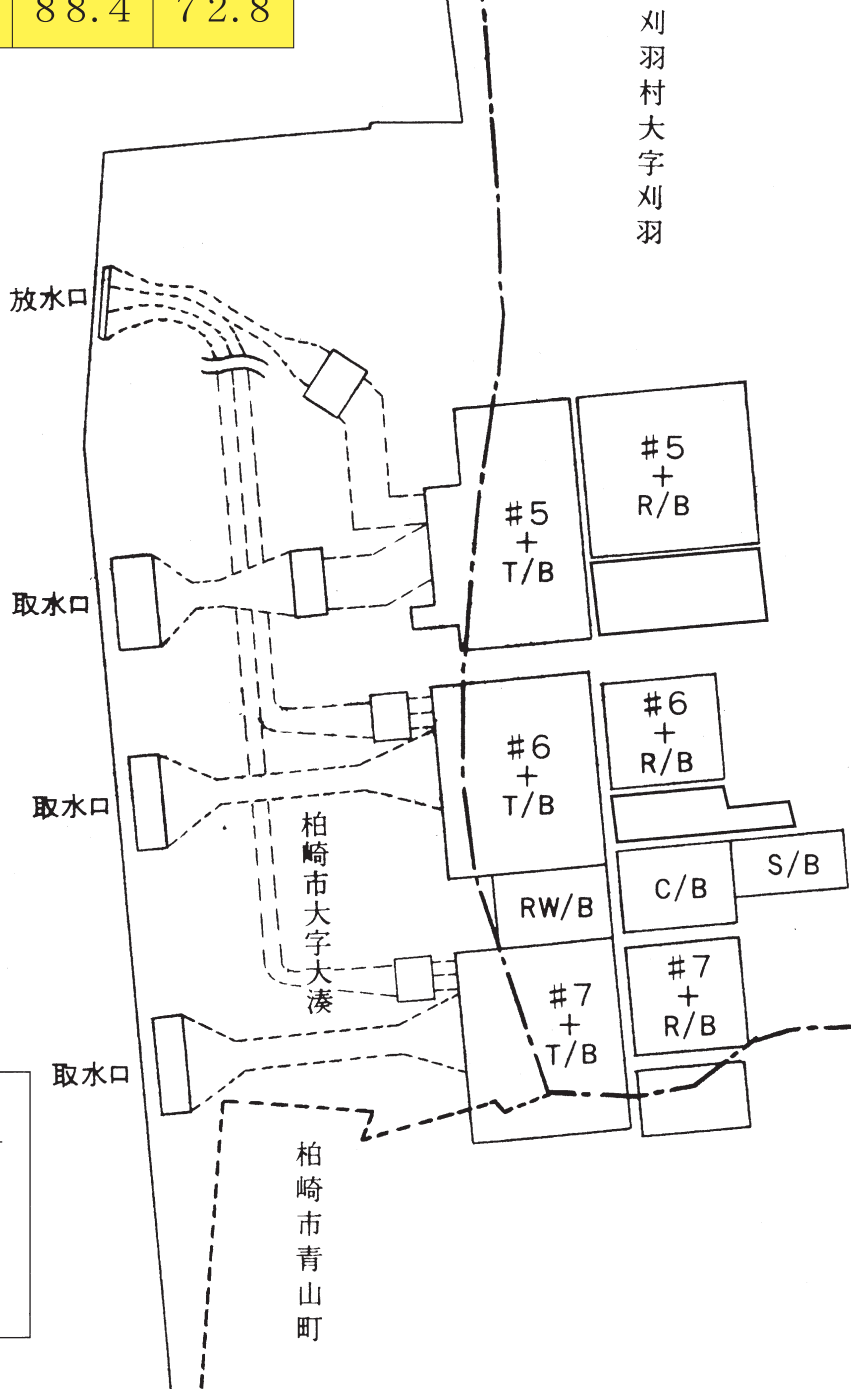 88.4 72.8
刈羽村大字刈羽
放水口
#5
+
R/B
#5
+
T/B
取水口
#6
+
R/B
#6
+
T/B
取水口
柏崎市大字大湊
S/B
C/B
RW/B
#7
+
R/B
#7
+
T/B
取水口
柏崎市青山町